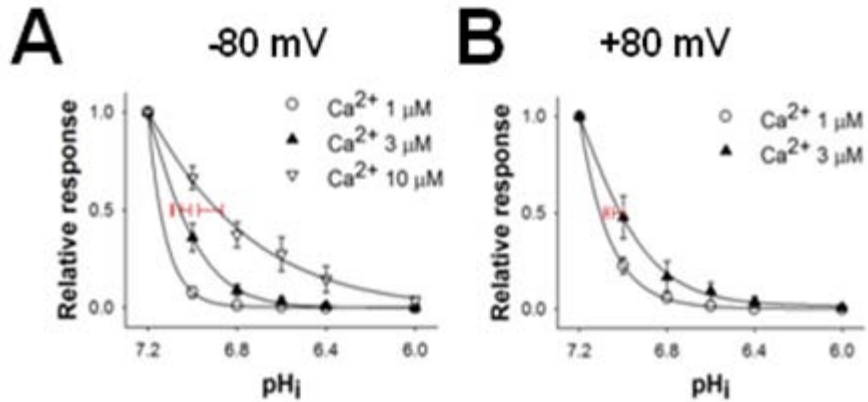 A
-80 mV
Relative response
1.0
0.5
0.0
Ca2+ 1 μM
Ca2+ 3 μM
Ca2+ 10 μM
7.2 6.8 6.4 6.0
pHi
B
+80 mV
Relative response
1.0
0.5
0.0
Ca2+ 1 μM
Ca2+ 3 μM
7.2 6.8 6.4 6.0
pHi